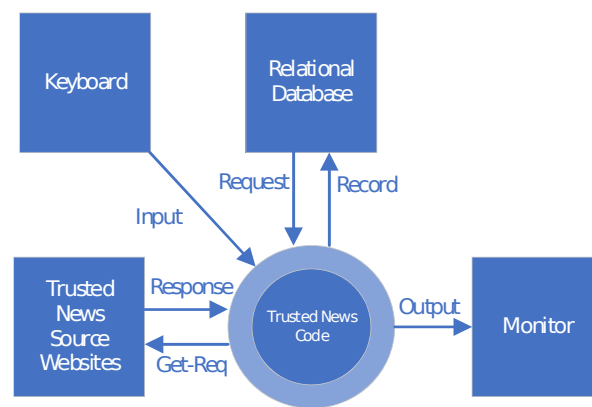 Keyboard
Relational
Database
Request
Record
Input
Trusted
News
Source
Websites
Response
Get-Req
Trusted News
Code
Output
Monitor